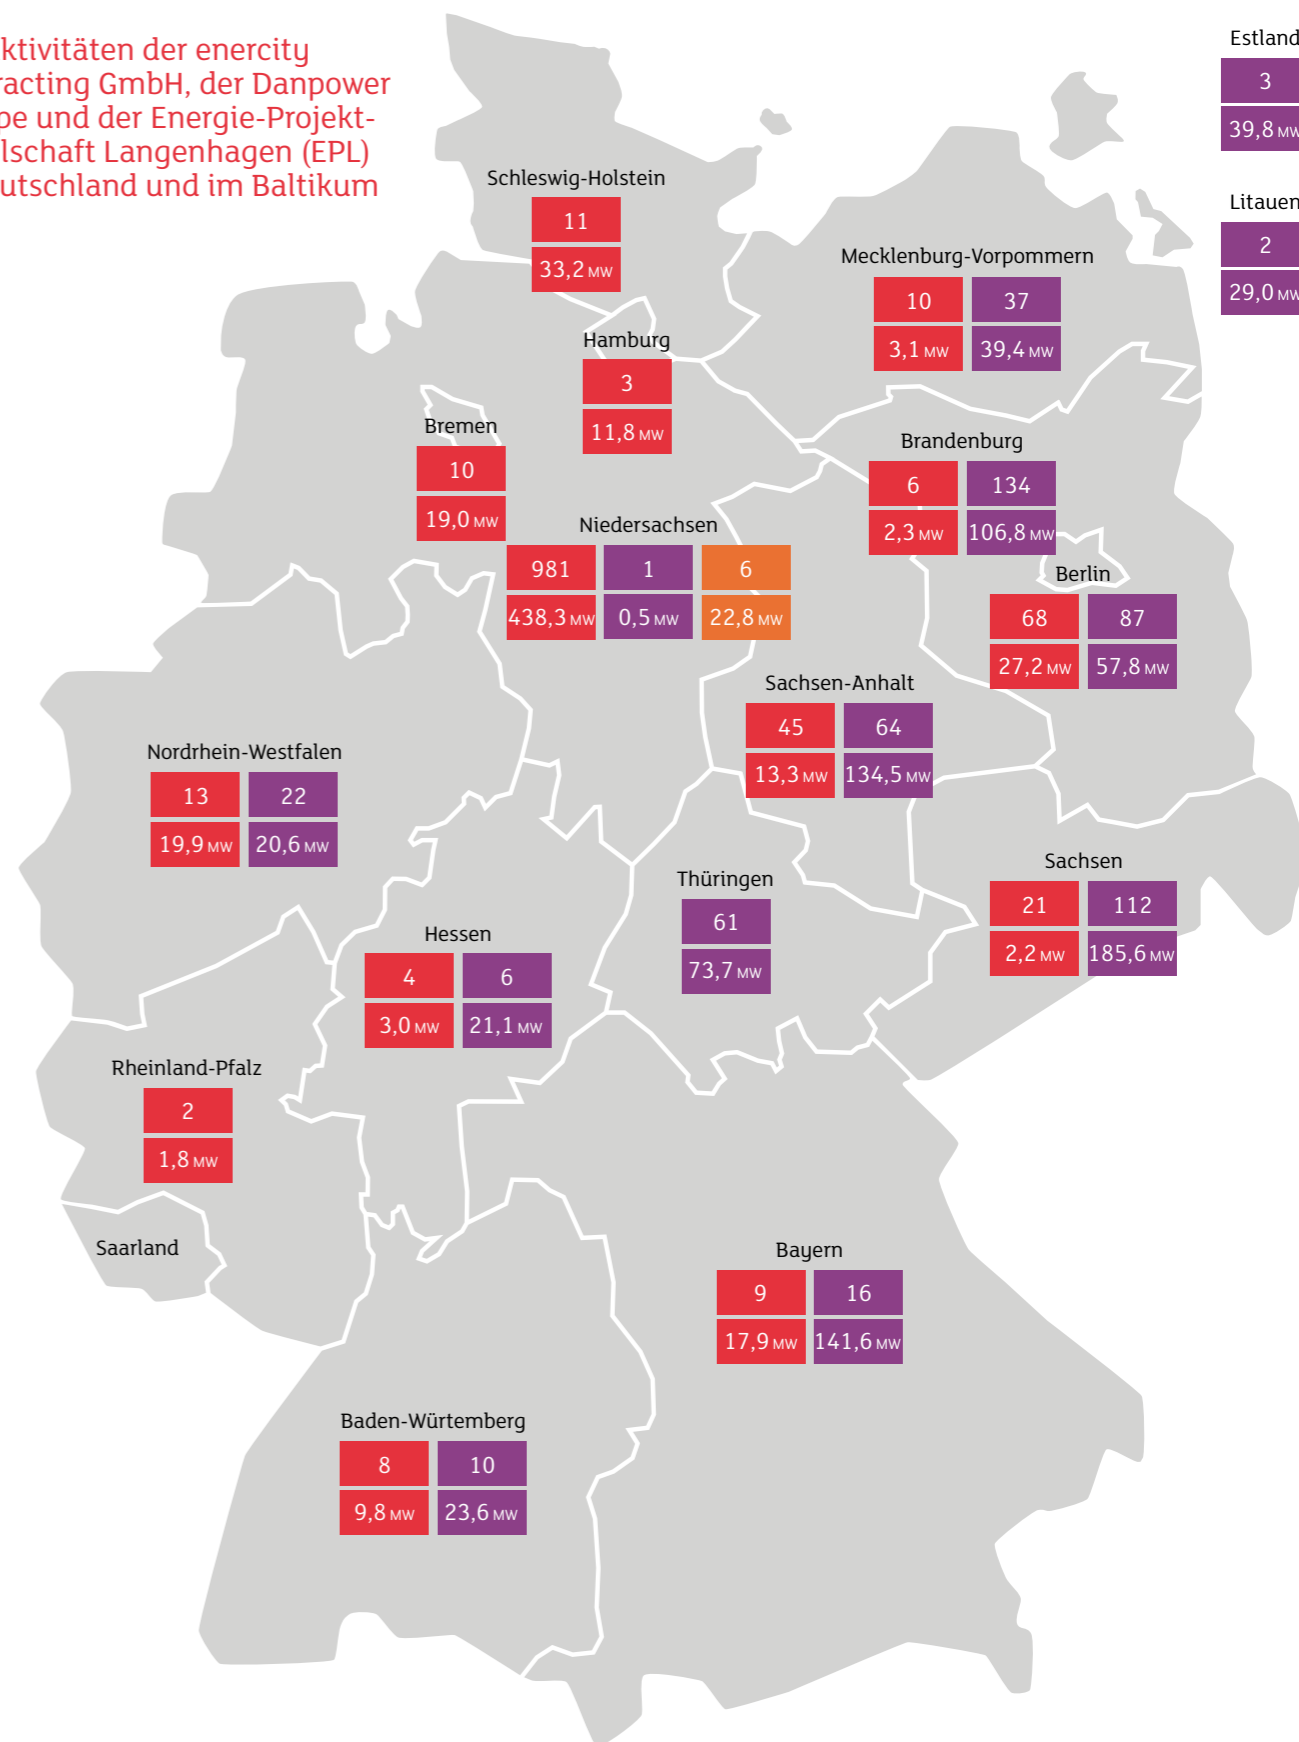 ktivitäten der enercity
racting GmbH, der Danpower
pe und der Energie-Projekt-
lschaft Langenhagen (EPL)
utschland und im Baltikum
Estland
3
39,8 MW
Litauen
2
29,0 MW
Schleswig-Holstein
11
33,2 MW
Mecklenburg-Vorpommern
10 37
3,1 MW 39,4 MW
Hamburg
3
11,8 MW
Bremen
10
19,0 MW
Brandenburg
6 134
2,3 MW 106,8 MW
Niedersachsen
981 1 6
438,3 MW 0,5 MW 22,8 MW
Berlin
68 87
27,2 MW 57,8 MW
Sachsen-Anhalt
45 64
13,3 MW 134,5 MW
Nordrhein-Westfalen
13 22
19,9 MW 20,6 MW
Sachsen
21 112
2,2 MW 185,6 MW
Thüringen
61
73,7 MW
Hessen
4 6
3,0 MW 21,1 MW
Rheinland-Pfalz
2
1,8 MW
Saarland
Bayern
9 16
17,9 MW 141,6 MW
Baden-Würtemberg
8 10
9,8 MW 23,6 MW